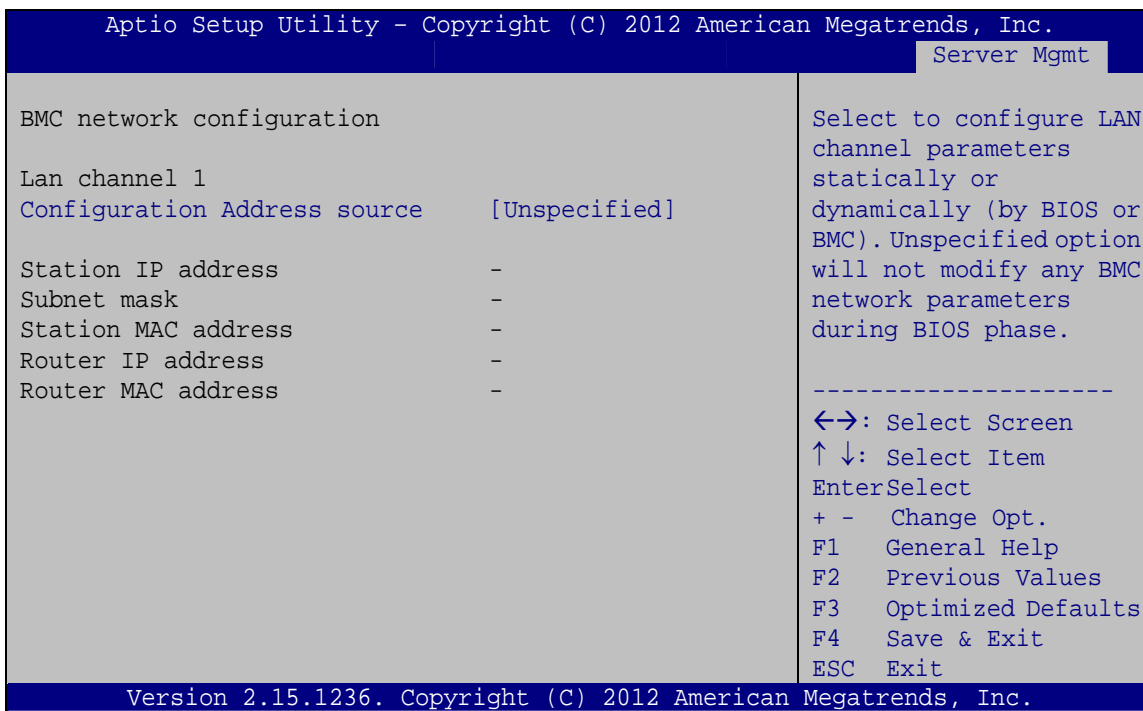 Aptio Setup Utility – Copyright (C) 2012 American Megatrends, Inc.
Server Mgmt
BMC network configuration
Lan channel 1
Configuration Address source [Unspecified]
Station IP address –
Subnet mask –
Station MAC address –
Router IP address –
Router MAC address –
Select to configure LAN
channel parameters
statically or
dynamically (by BIOS or
BMC). Unspecified option
will not modify any BMC
network parameters
during BIOS phase.
---------------------
←→: Select Screen
↑ ↓: Select Item
EnterSelect
+ - Change Opt.
F1 General Help
F2 Previous Values
F3 Optimized Defaults
F4 Save & Exit
ESC Exit
Version 2.15.1236. Copyright (C) 2012 American Megatrends, Inc.